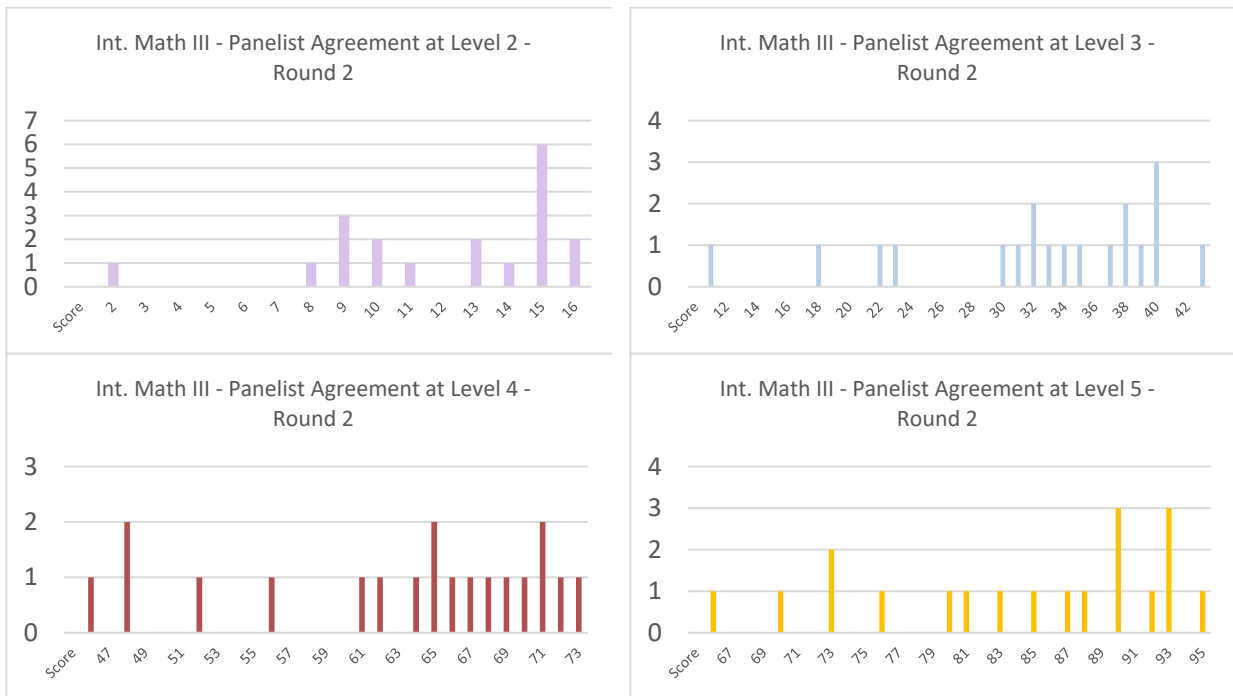 Int. Math III - Panelist Agreement at Level 2 -
Round 2
7
6
5
4
3
2
1
0
Score 2 3 4 5 6 7 8 9 10 11 12 13 14 15 16
Int. Math III - Panelist Agreement at Level 3 -
Round 2
4
3
2
1
0
Score 12 14 16 18 20 22 24 26 28 30 32 34 36 38 40 42
Int. Math III - Panelist Agreement at Level 4 -
Round 2
3
2
1
0
Score 47 49 51 53 55 57 59 61 63 65 67 69 71 73
Int. Math III - Panelist Agreement at Level 5 -
Round 2
4
3
2
1
0
Score 67 69 71 73 75 77 79 81 83 85 87 89 91 93 95